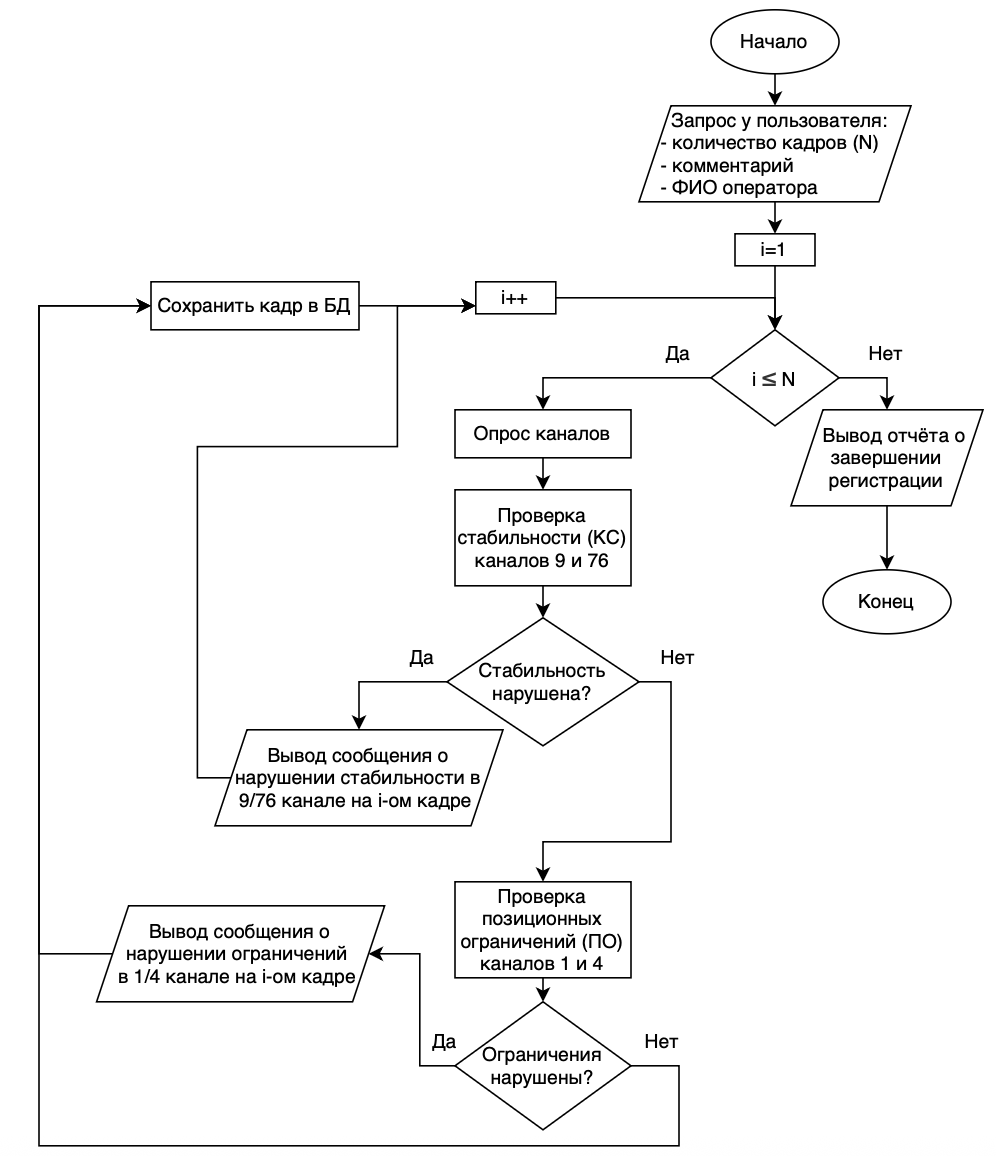 Начало
Запрос у пользователя:
- количество кадров (N)
- комментарий
- ФИО оператора
i=1
Сохранить кадр в БД
i++
Да
Нет
i ≤ N
Опрос каналов
Вывод отчёта о
завершении
регистрации
Проверка
стабильности (КС)
каналов 9 и 76
Конец
Да
Нет
Стабильность
нарушена?
Вывод сообщения о
нарушении стабильности в
9/76 канале на i-ом кадре
Проверка
позиционных
ограничений (ПО)
каналов 1 и 4
Вывод сообщения о
нарушении ограничений
в 1/4 канале на i-ом кадре
Да
Нет
Ограничения
нарушены?